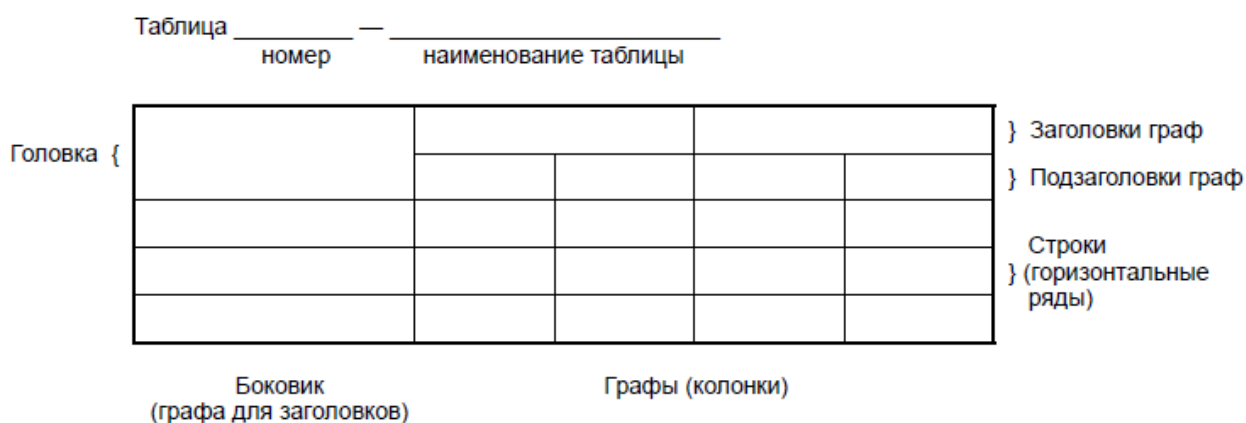 Таблица _________ — ____________________
номер наименование таблицы
} Заголовки граф
Головка {
} Подзаголовки граф
Строки
} (горизонтальные
ряды)
Боковик Графы (колонки)
(графа для заголовков)